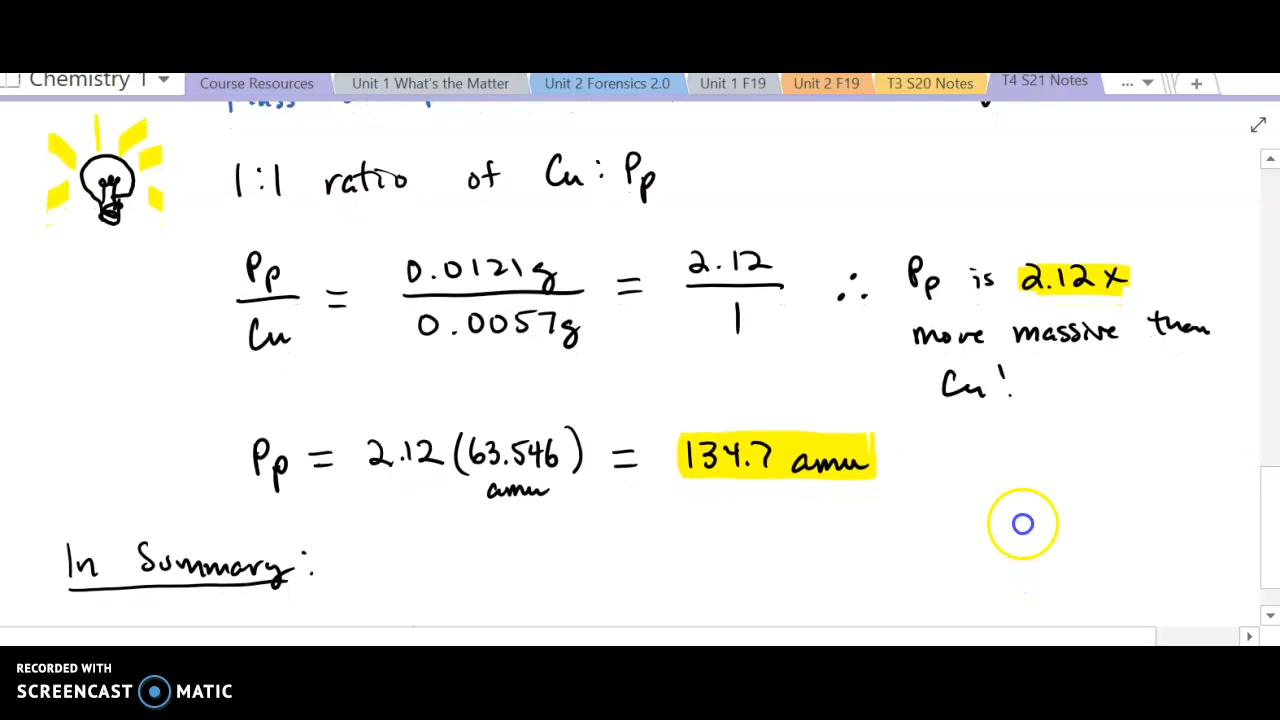 Chemistry 1
Course Resources
Unit 1 What's the Matter
Unit 2 Forensics 2.0
Unit 1 F19
Unit 2 F19
T3 S20 Notes
T4 S21 Notes
...
+
1:1 ratio of Cu : Pp
Pp/Cu = 0.0121g/0.0057g = 2.12/1 ∴ Pp is 2.12 x
more massive than
Cu!
Pp = 2.12 (63.546) = 134.7 amu
amu
In Summary:
RECORDED WITH
SCREENCAST MATIC